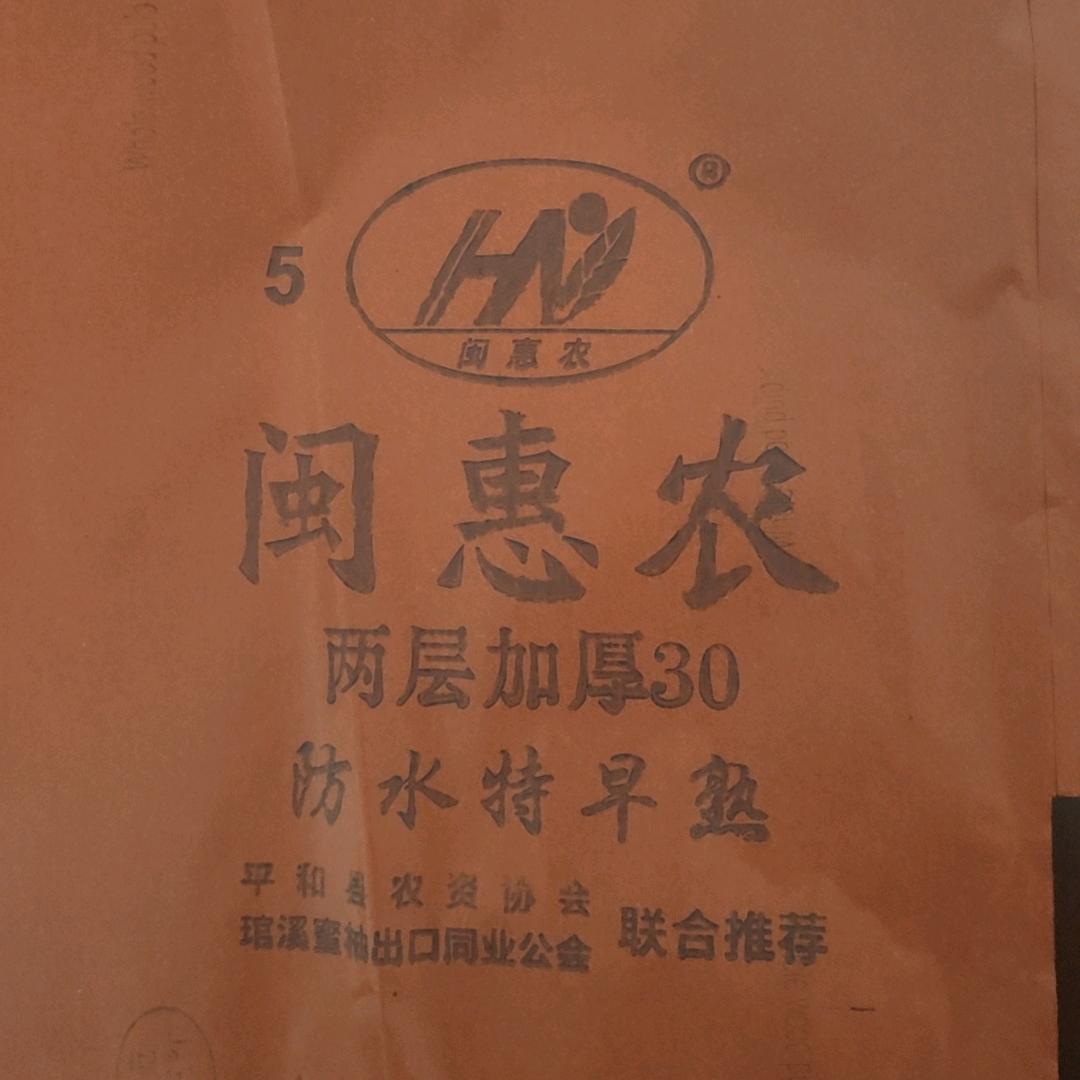 ®
5
HN
闽惠农
闽惠农
两层加厚30
防水特早熟
平和县农资协会
琯溪蜜柚出口同业公会
联合推荐